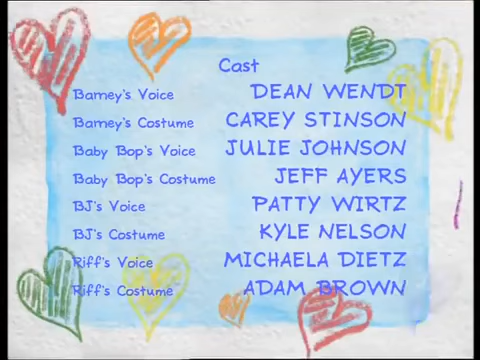 Cast
Barney's Voice DEAN WENDT
Barney's Costume CAREY STINSON
Baby Bop's Voice JULIE JOHNSON
Baby Bop's Costume JEFF AYERS
BJ's Voice PATTY WIRTZ
BJ's Costume KYLE NELSON
Riff's Voice MICHAELA DIETZ
Riff's Costume ADAM BROWN